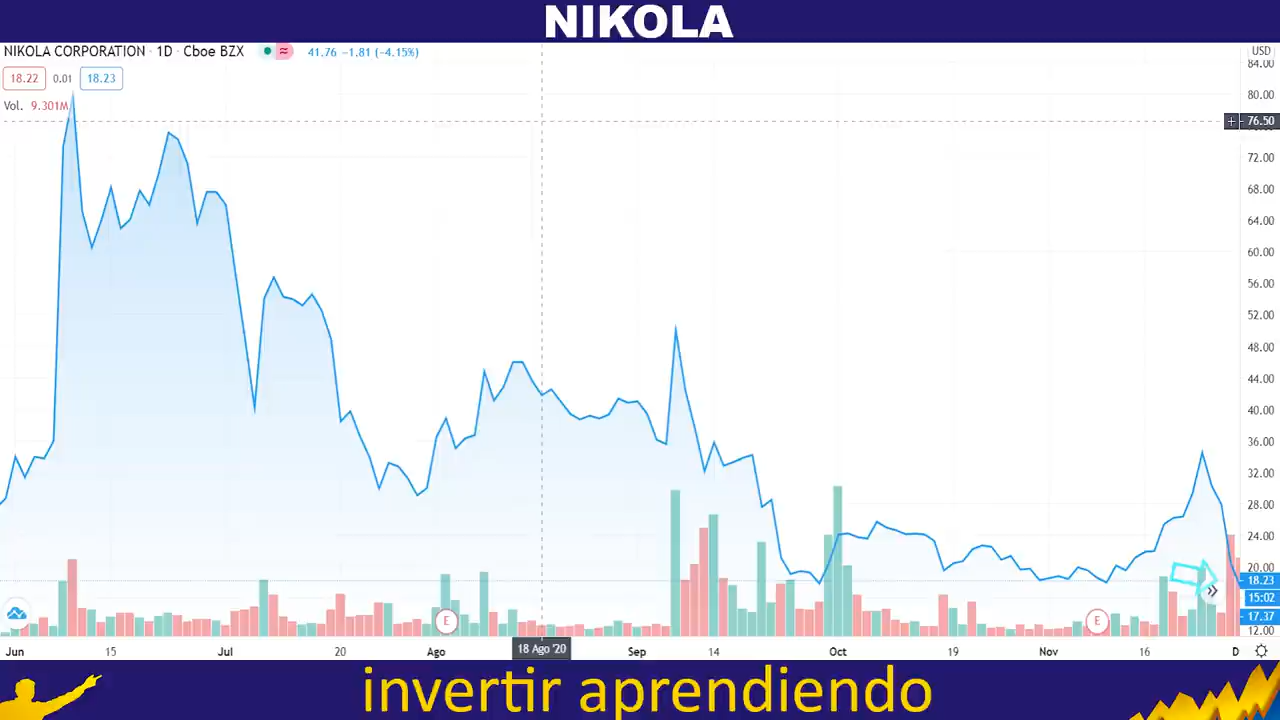 NIKOLA
NIKOLA CORPORATION · 1D · Cboe BZX ≈ 41.76 −1.81 (−4.15%)
USD
18.22 0.01 18.23
Vol. 9.301M
84.00
80.00
76.50
72.00
68.00
64.00
60.00
56.00
52.00
48.00
44.00
40.00
36.00
32.00
28.00
24.00
20.00
18.23
15:02
17.37
12.00
E E
Jun 15 Jul 20 Ago 18 Ago '20 Sep 14 Oct 19 Nov 16 D
invertir aprendiendo